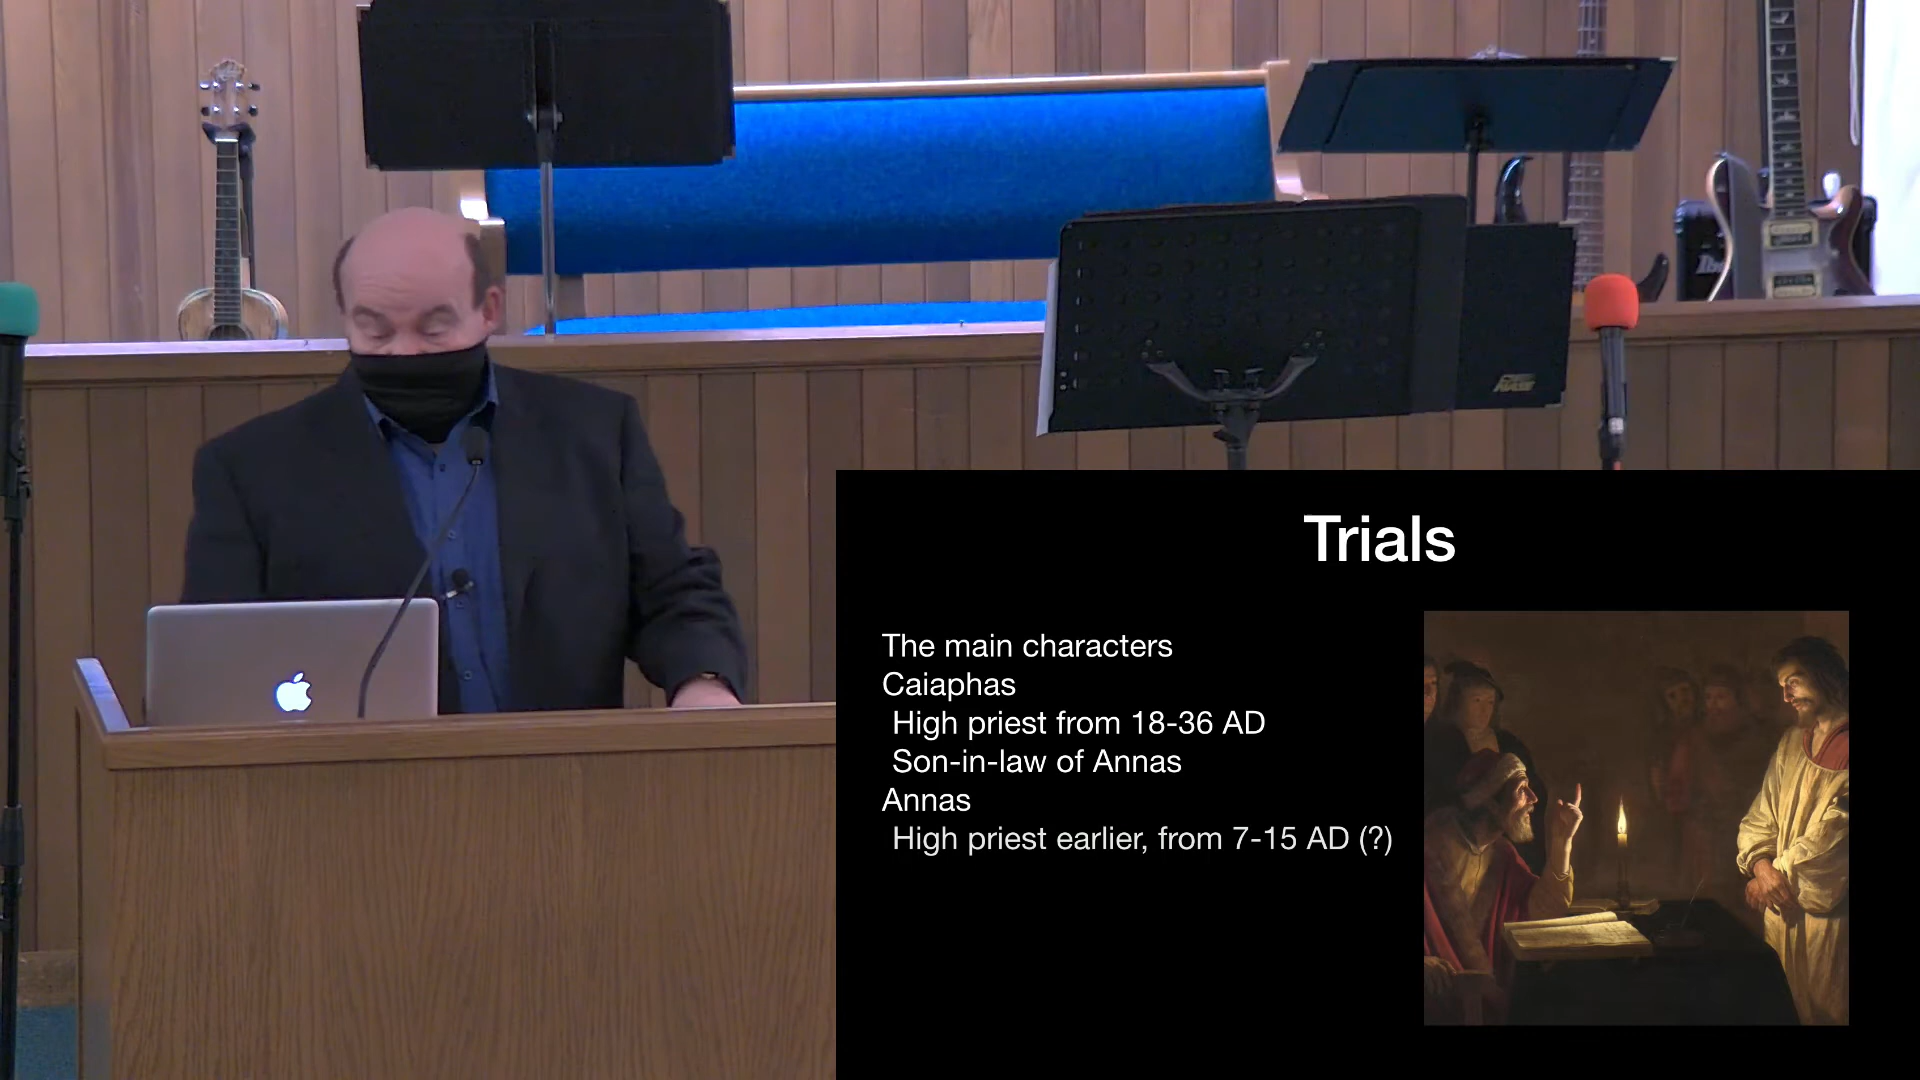 Trials
The main characters
Caiaphas
High priest from 18-36 AD
Son-in-law of Annas
Annas
High priest earlier, from 7-15 AD (?)